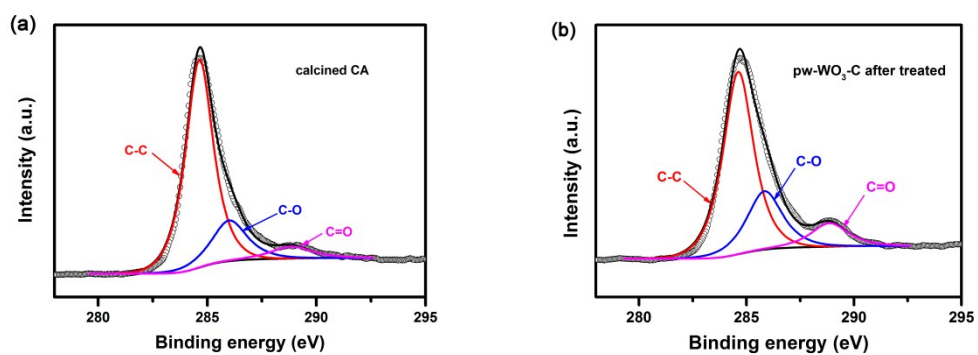 (a)
calcined CA
C-C
C-O
C=O
Intensity (a.u.)
280
285
290
295
Binding energy (eV)
(b)
pw-WO₃-C after treated
C-C
C-O
C=O
Intensity (a.u.)
280
285
290
295
Binding energy (eV)